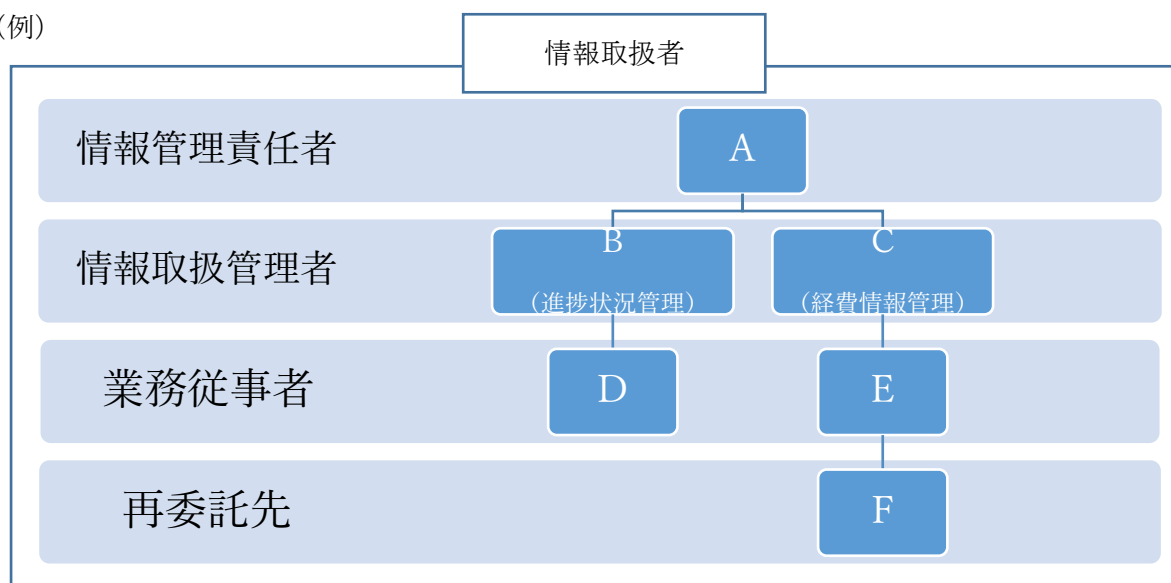 （例）
情報取扱者
情報管理責任者
A
情報取扱管理者
B
（進捗状況管理）
C
（経費情報管理）
業務従事者
D
E
再委託先
F